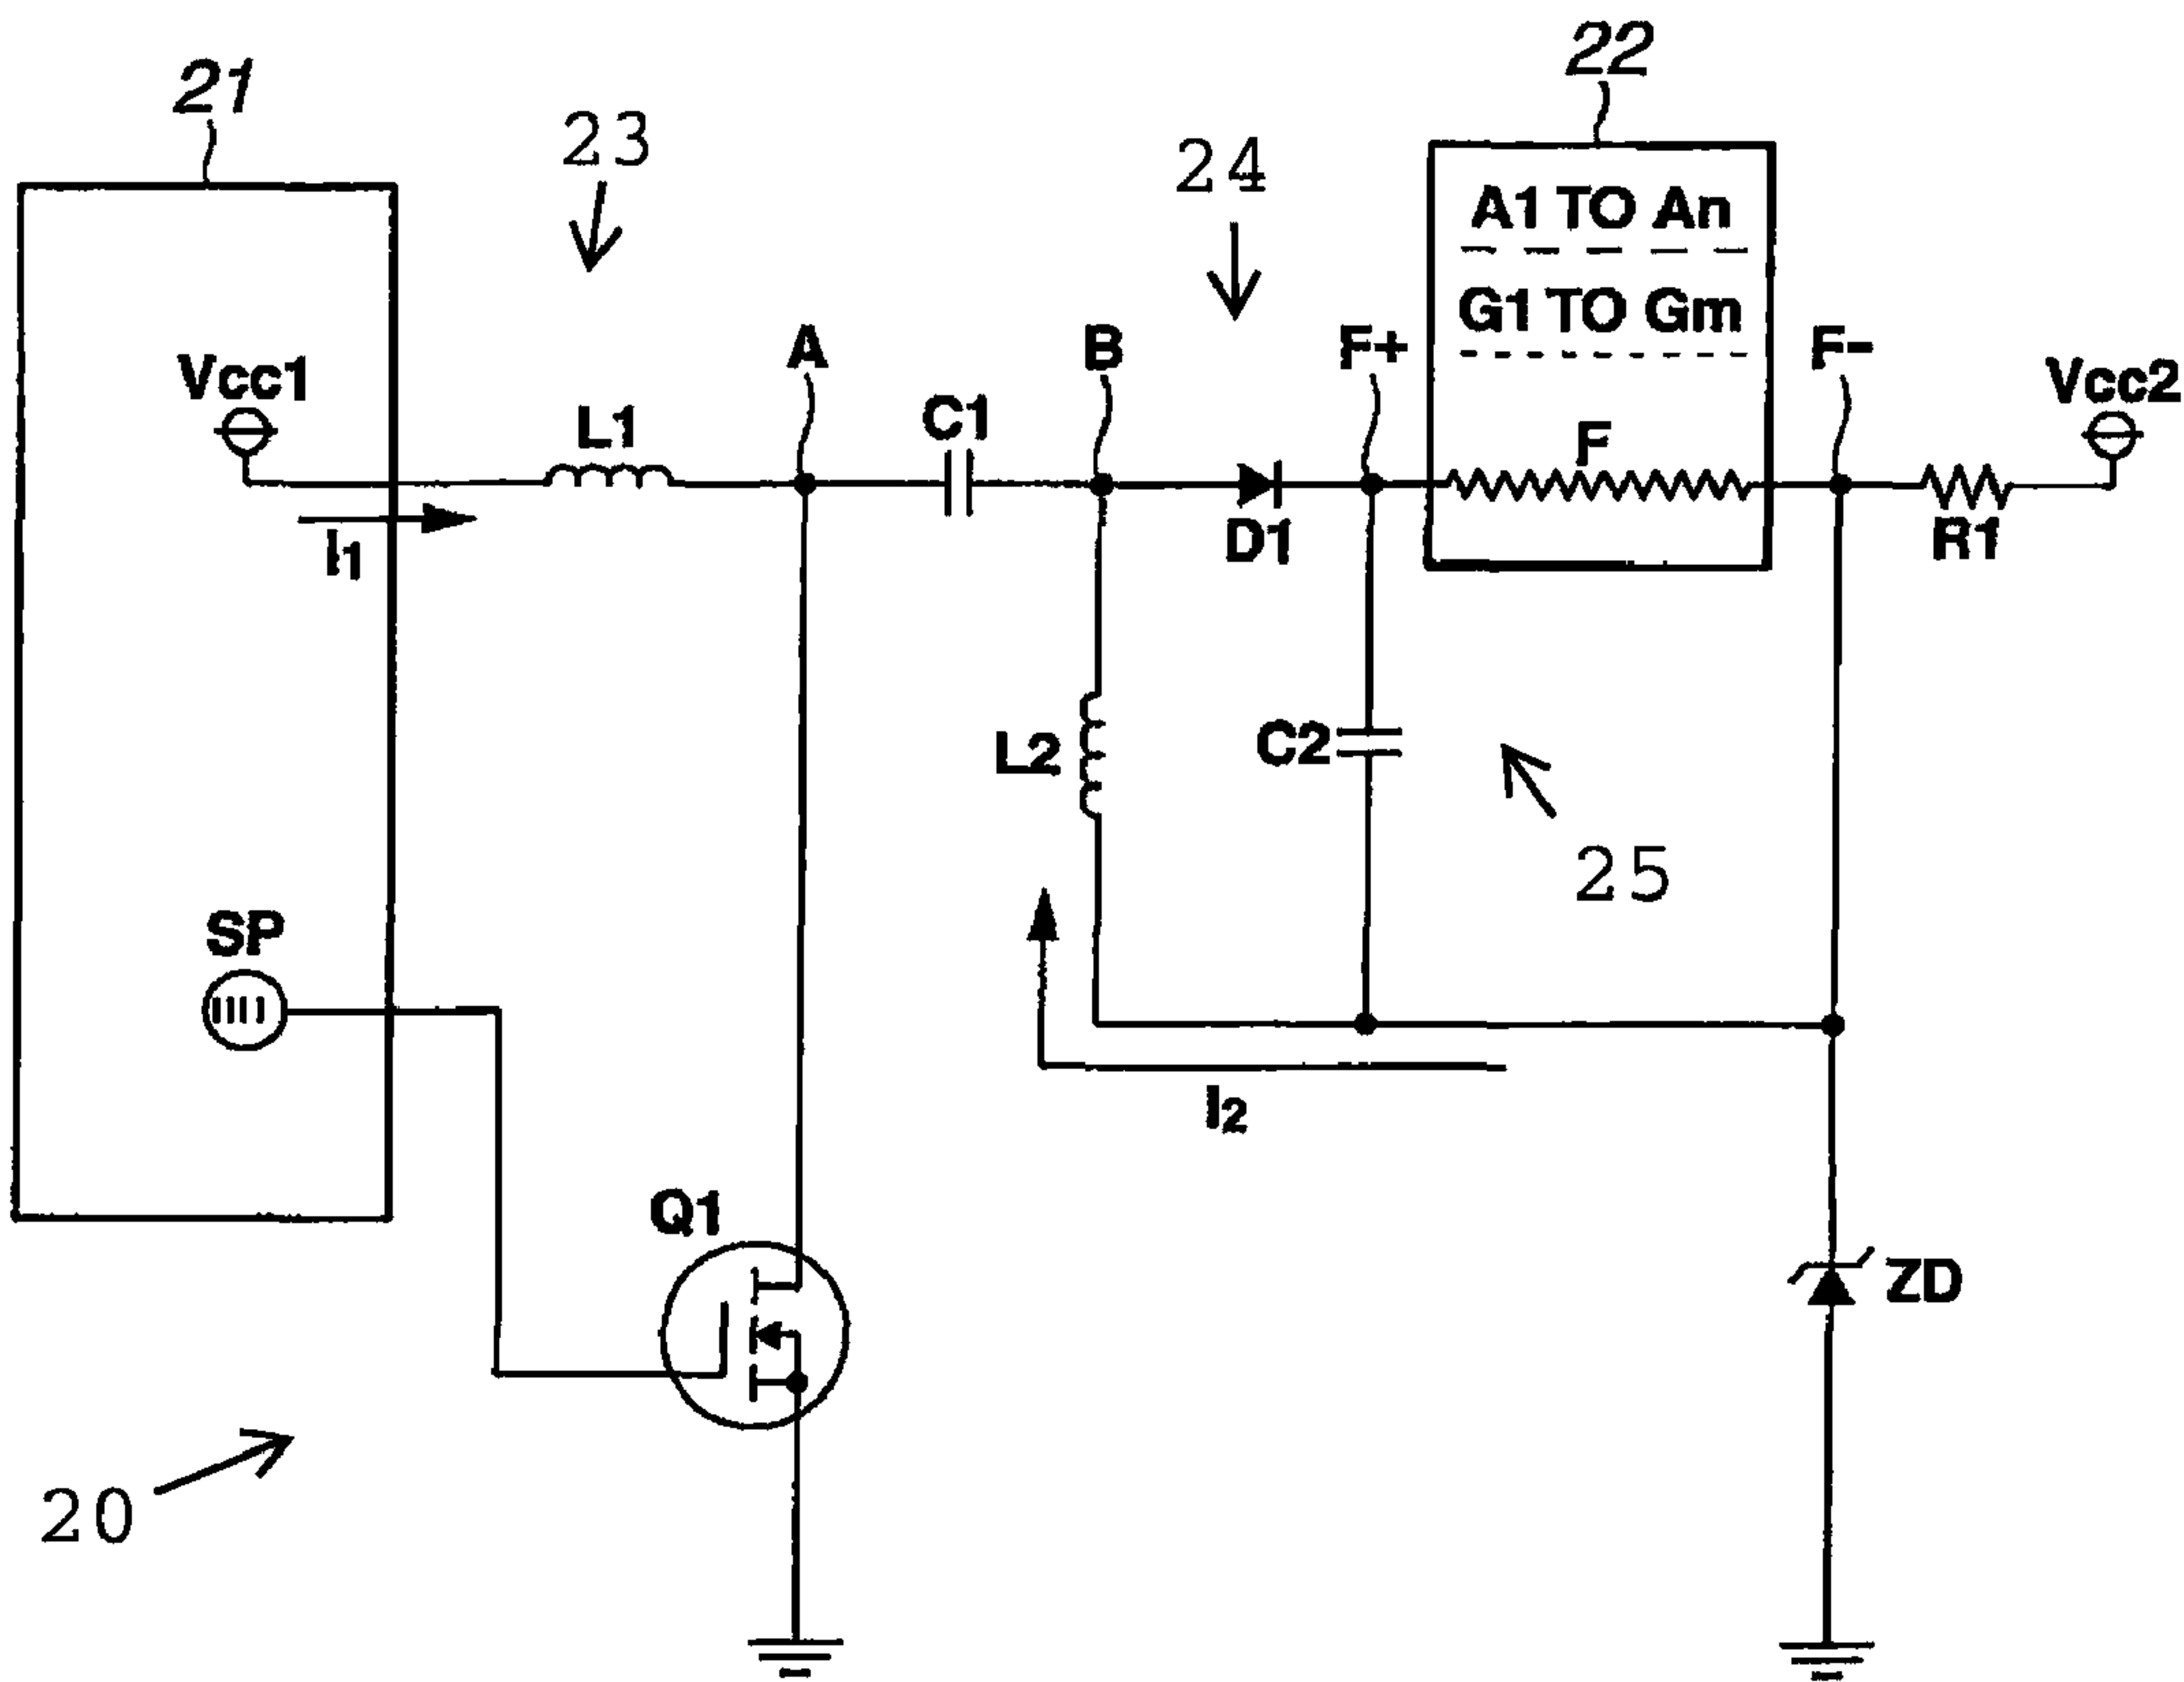 21
22
23
24
A1 TO An
G1 TO Gm
Vcc1
L1
A
C1
B
F+
F
F-
Vcc2
I1
D1
R1
L2
C2
25
SP
I2
Q1
ZD
20